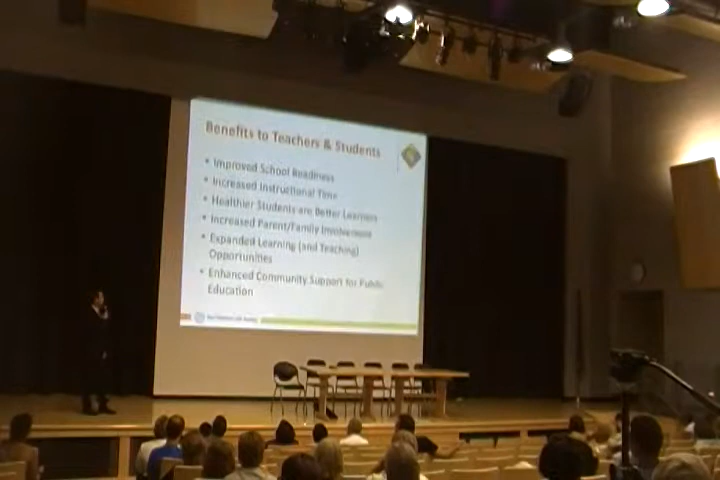 Benefits to Teachers & Students
• Improved School Readiness
• Increased Instructional Time
• Healthier Students are Better Learners
• Increased Parent/Family Involvement
• Expanded Learning (and Teaching)
Opportunities
• Enhanced Community Support for Public
Education